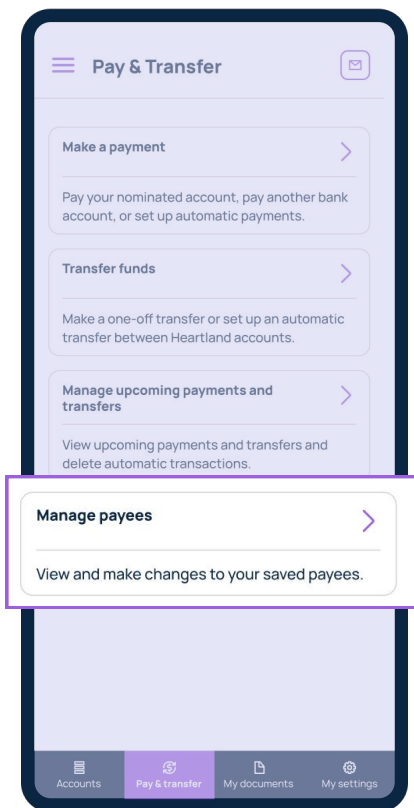 Pay & Transfer
Make a payment
Pay your nominated account, pay another bank
account, or set up automatic payments.
Transfer funds
Make a one-off transfer or set up an automatic
transfer between Heartland accounts.
Manage upcoming payments and
transfers
View upcoming payments and transfers and
delete automatic transactions.
Manage payees
View and make changes to your saved payees.
Accounts
Pay & transfer
My documents
My settings